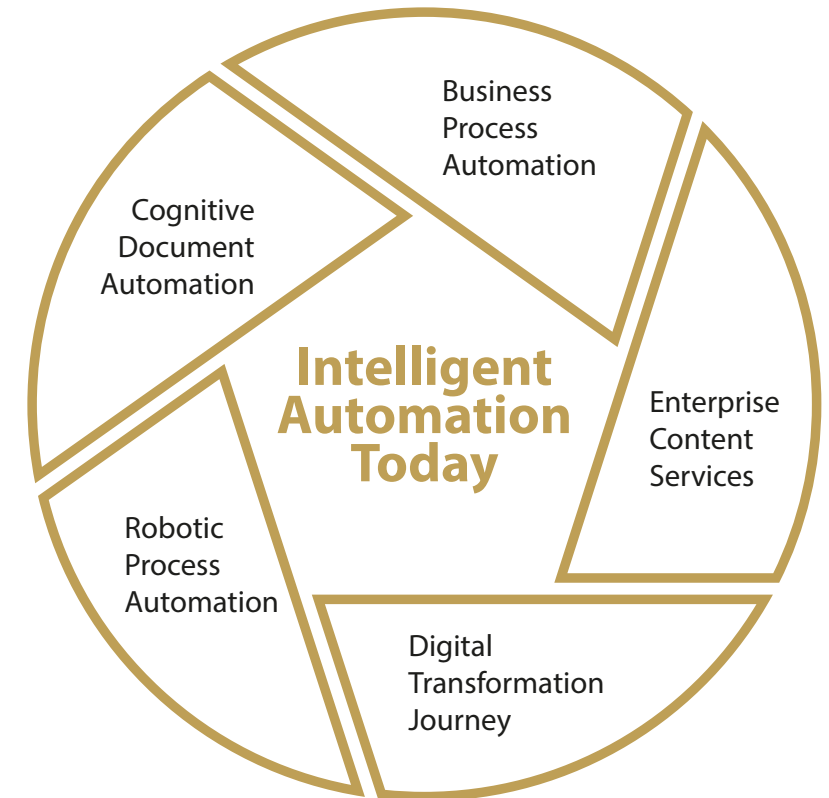 Business
Process
Automation
Cognitive
Document
Automation
Intelligent
Automation
Today
Enterprise
Content
Services
Robotic
Process
Automation
Digital
Transformation
Journey